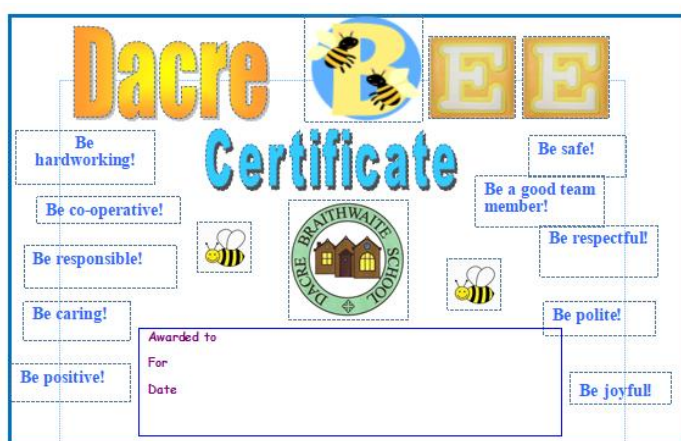 Dacre BEE
Certificate
Be
hardworking!
Be safe!
Be a good team
member!
Be co-operative!
Be respectful!
Be responsible!
Be caring!
Be polite!
Be positive!
Be joyful!
DACRE BRAITHWAITE SCHOOL
Awarded to
For
Date